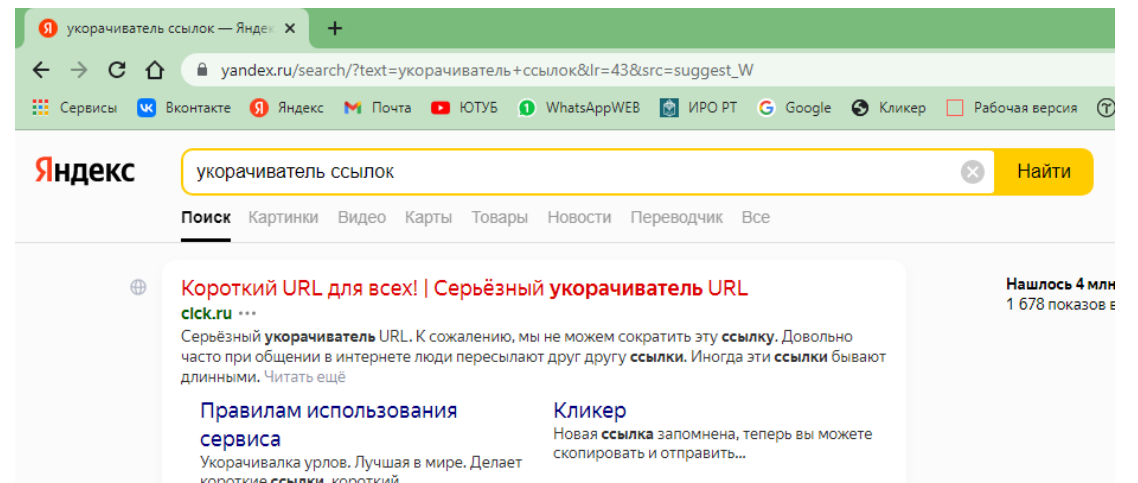 укорачиватель ссылок — Яндек
yandex.ru/search/?text=укорачиватель+ссылок&lr=43&src=suggest_W
Сервисы Вконтакте Яндекс Почта ЮТУБ WhatsAppWEB ИРО РТ Google Кликер Рабочая версия
Яндекс укорачиватель ссылок Найти
Поиск Картинки Видео Карты Товары Новости Переводчик Все
Короткий URL для всех! | Серьёзный укорачиватель URL
clck.ru
Серьёзный укорачиватель URL. К сожалению, мы не можем сократить эту ссылку. Довольно
часто при общении в интернете люди пересылают друг другу ссылки. Иногда эти ссылки бывают
длинными. Читать ещё
Правилам использования
сервиса
Укорачивалка урлов. Лучшая в мире. Делает
короткие ссылки, короткий
Кликер
Новая ссылка запомнена, теперь вы можете
скопировать и отправить...
Нашлось 4 млн
1 678 показов в